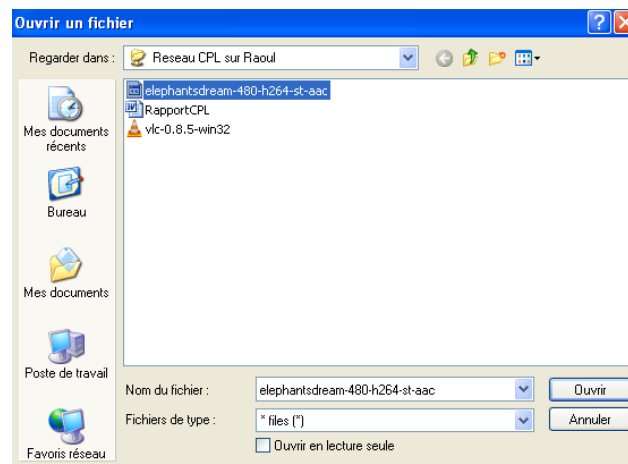 Ouvrir un fichier
Regarder dans :
Reseau CPL sur Raoul
Mes documents
récents
Bureau
Mes documents
Poste de travail
Favoris réseau
elephantsdream-480-h264-st-aac
RapportCPL
vlc-0.8.5-win32
Nom du fichier :
elephantsdream-480-h264-st-aac
Ouvrir
Fichiers de type :
* files (*)
Annuler
Ouvrir en lecture seule